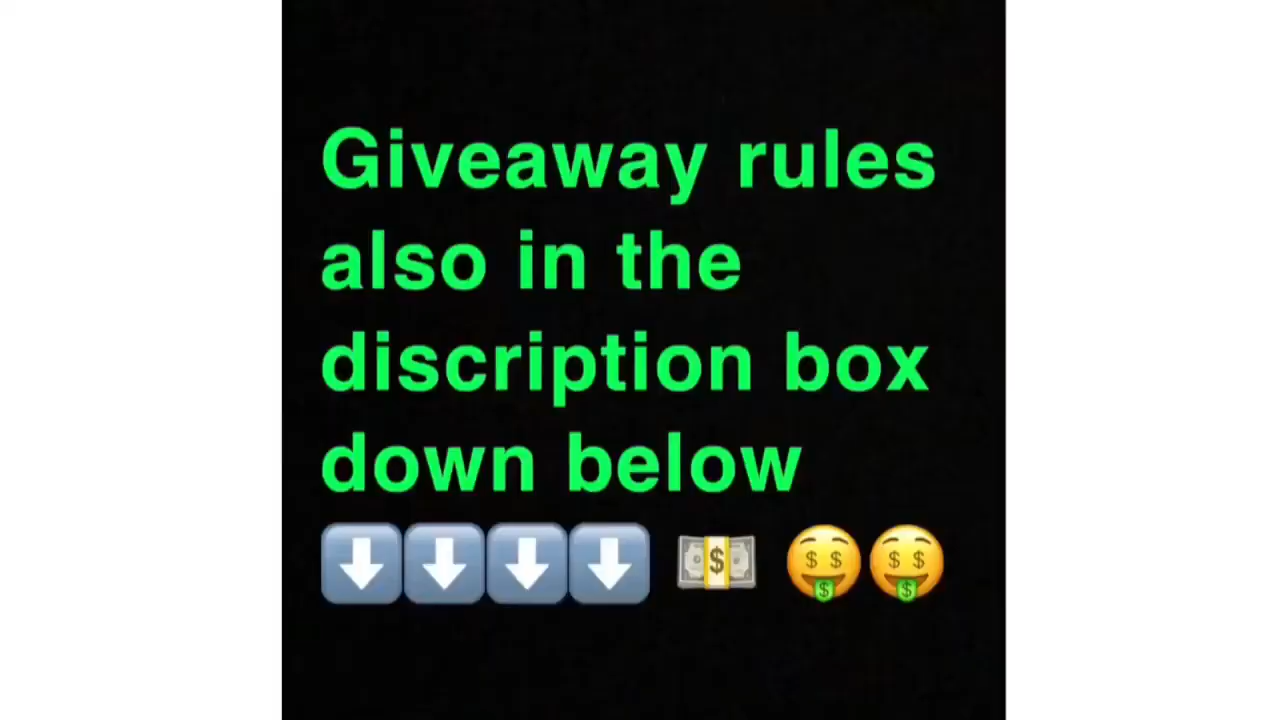 Giveaway rules
also in the
discription box
down below
⬇️⬇️⬇️⬇️ 💵 🤑🤑